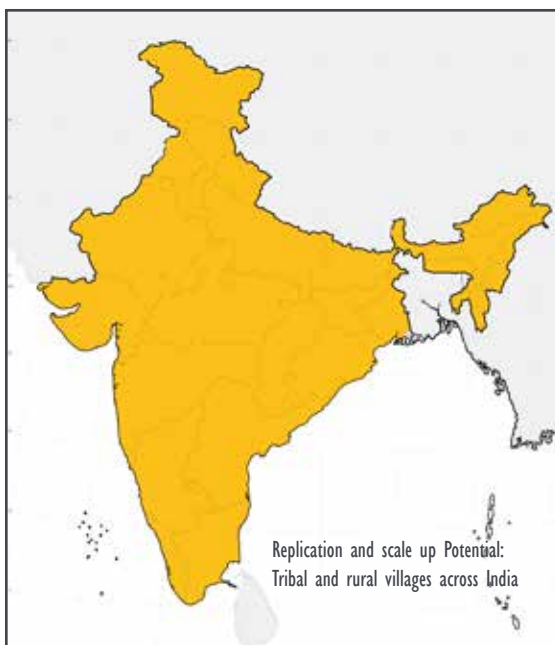 Replication and scale up Potential:
Tribal and rural villages across India